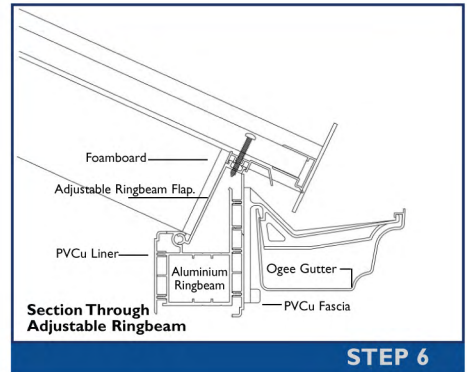 Foamboard
Adjustable Ringbeam Flap.
PVCu Liner
Aluminium
Ringbeam
Ogee Gutter
PVCu Fascia
Section Through
Adjustable Ringbeam
STEP 6